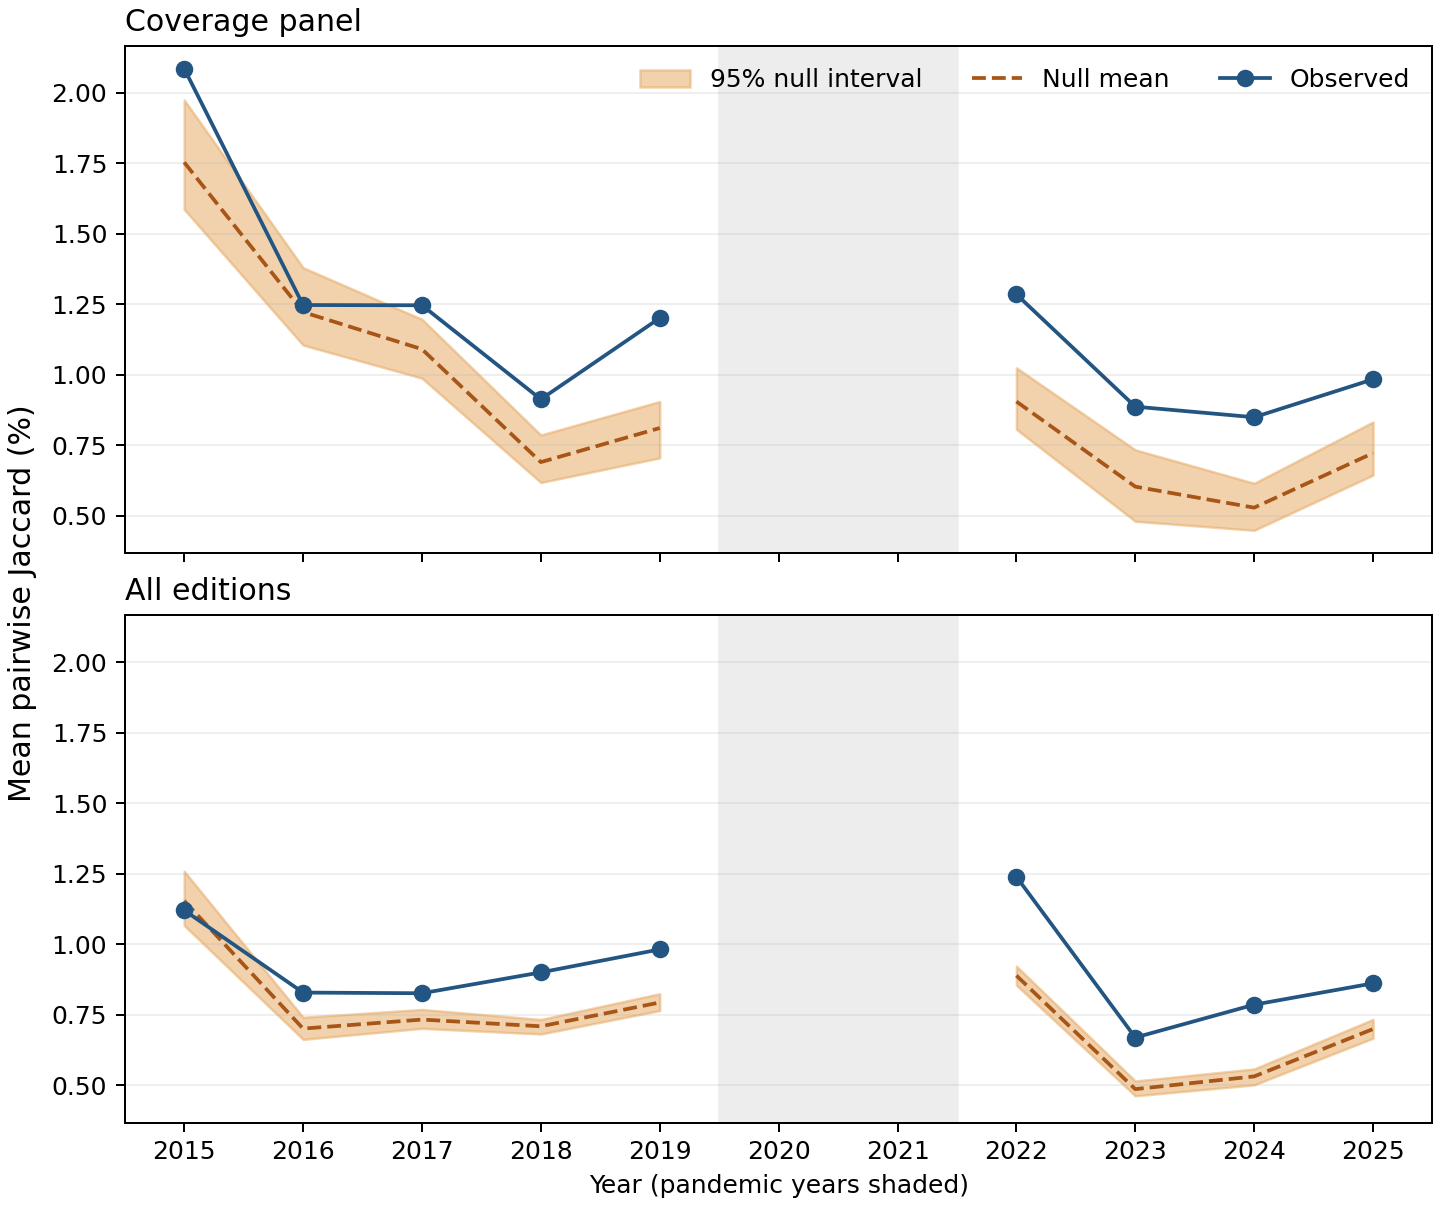 Coverage panel
95% null interval
Null mean
Observed
2.00
1.75
1.50
1.25
1.00
0.75
0.50
Mean pairwise Jaccard (%)
All editions
2.00
1.75
1.50
1.25
1.00
0.75
0.50
2015 2016 2017 2018 2019 2020 2021 2022 2023 2024 2025
Year (pandemic years shaded)